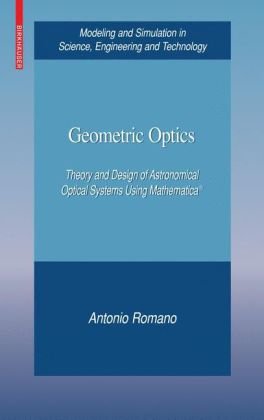 BIRKHAUSER
Modeling and Simulation in
Science, Engineering and Technology
Geometric Optics
Theory and Design of Astronomical
Optical Systems Using Mathematica®
Antonio Romano